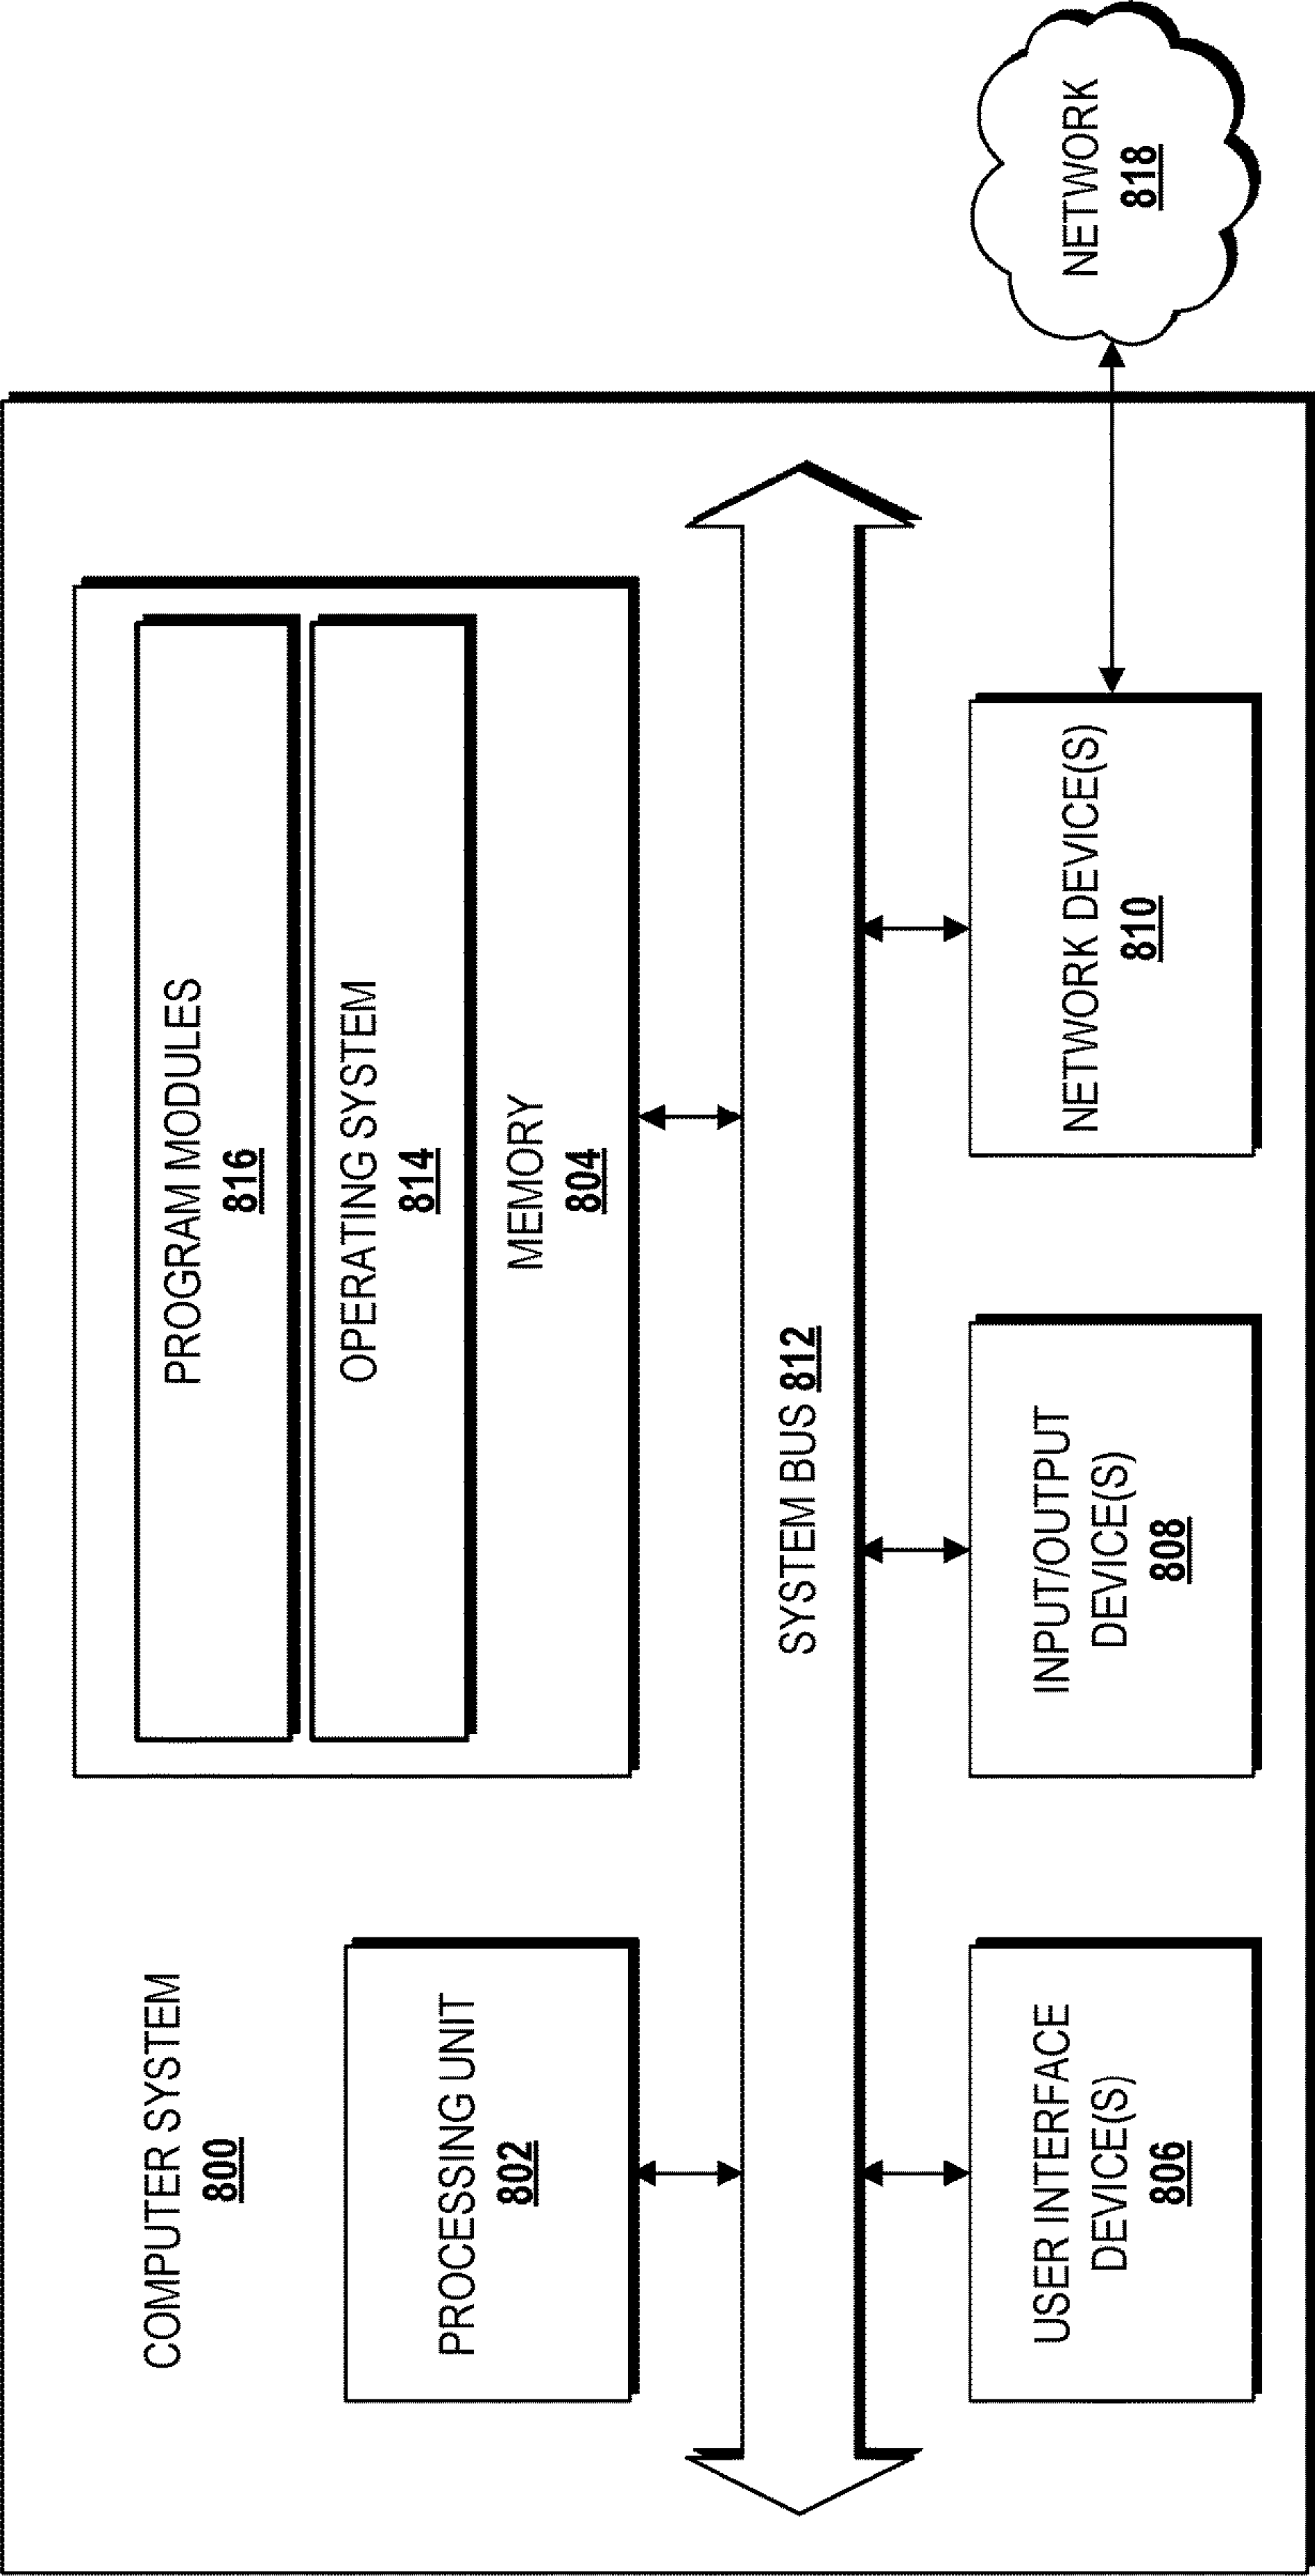 COMPUTER SYSTEM
800
PROCESSING UNIT
802
PROGRAM MODULES
816
OPERATING SYSTEM
814
MEMORY
804
SYSTEM BUS 812
USER INTERFACE
DEVICE(S)
806
INPUT/OUTPUT
DEVICE(S)
808
NETWORK DEVICE(S)
810
NETWORK
818